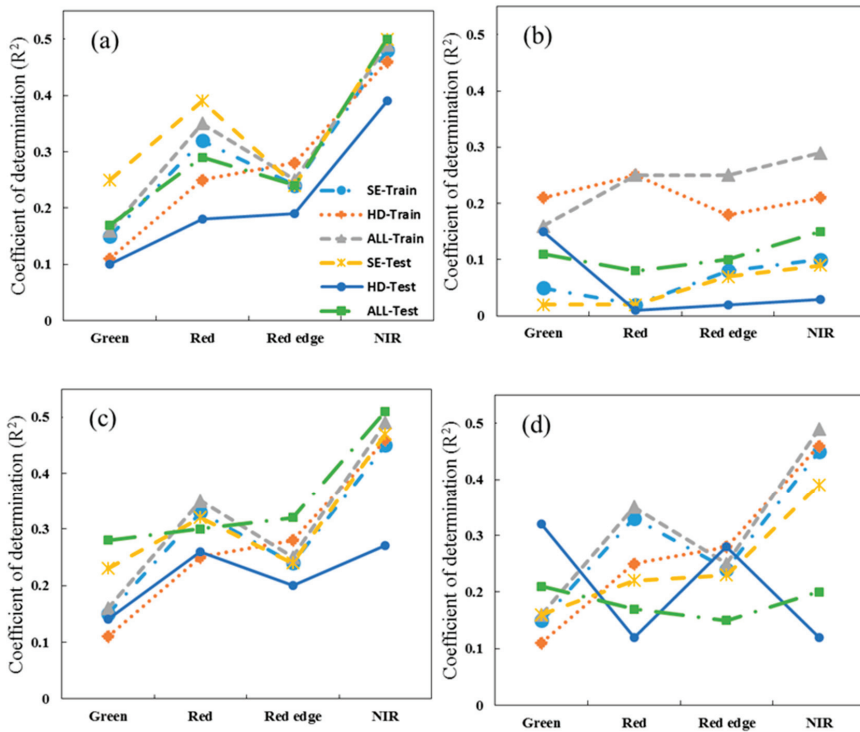 (a)
Coefficient of determination (R²)
0.5
0.4
0.3
0.2
0.1
0
Green Red Red edge NIR
SE-Train
HD-Train
ALL-Train
SE-Test
HD-Test
ALL-Test
(b)
Coefficient of determination (R²)
0.5
0.4
0.3
0.2
0.1
0
Green Red Red edge NIR
(c)
Coefficient of determination (R²)
0.5
0.4
0.3
0.2
0.1
0
Green Red Red edge NIR
(d)
Coefficient of determination (R²)
0.5
0.4
0.3
0.2
0.1
0
Green Red Red edge NIR